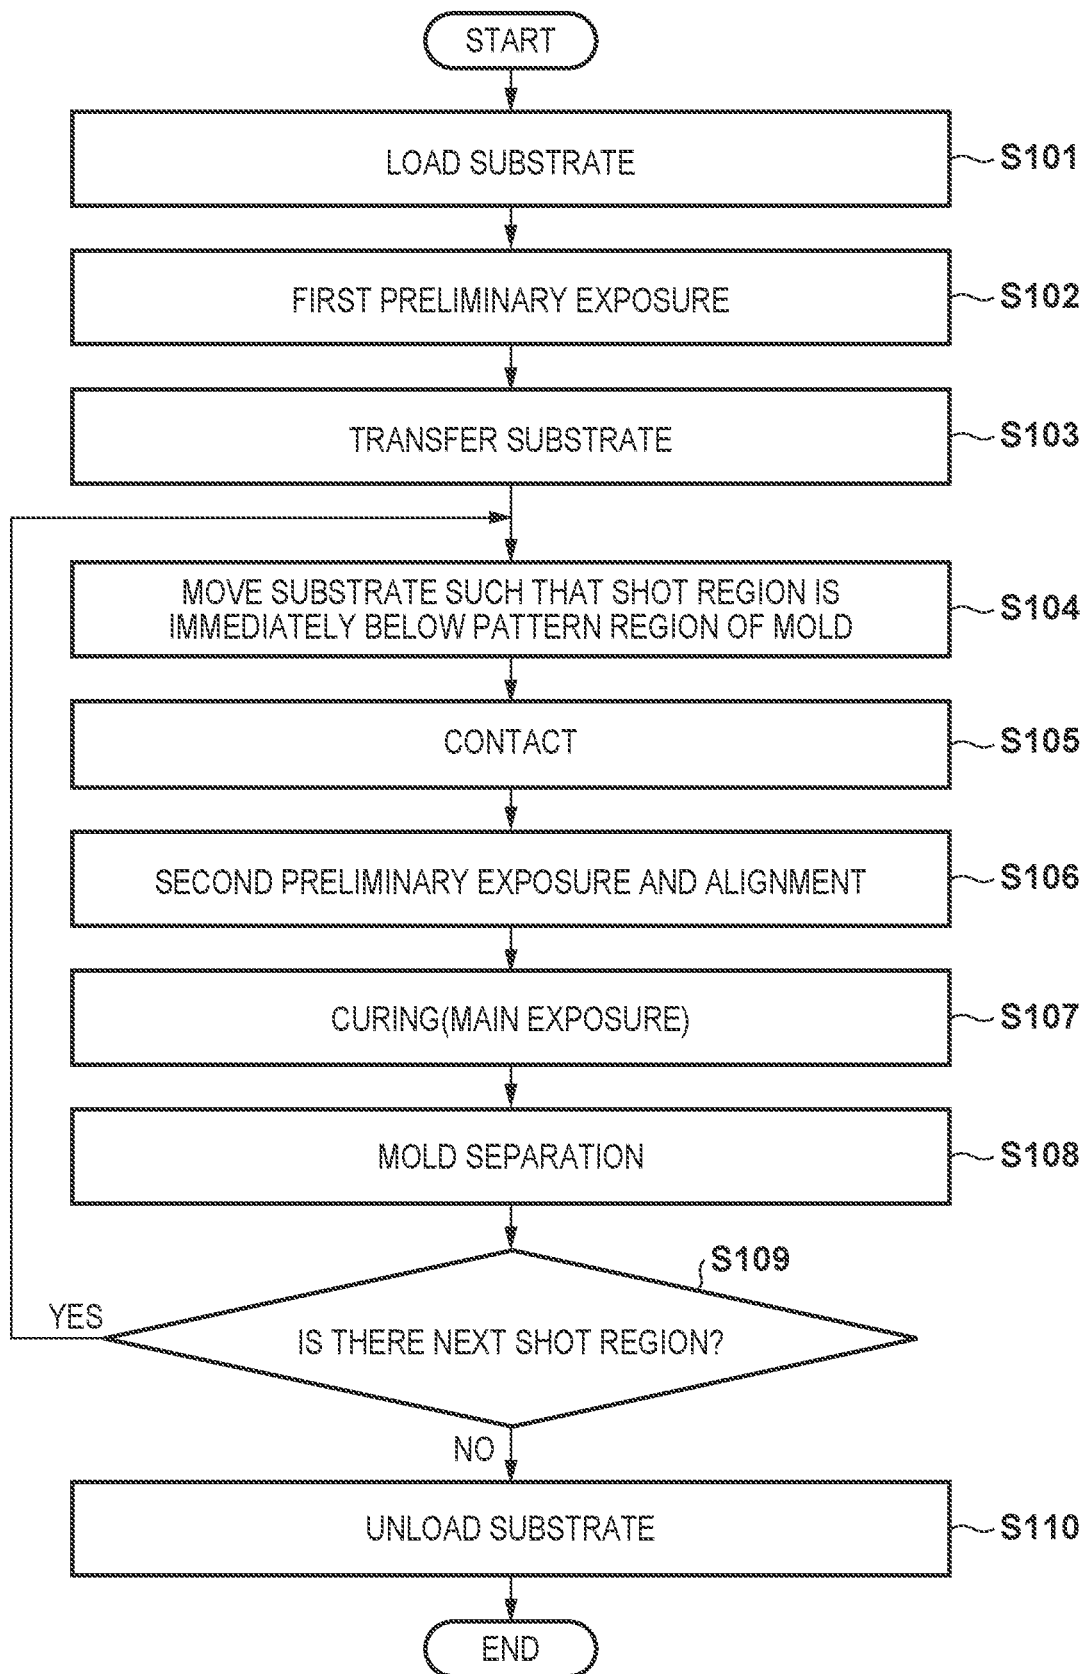 START
LOAD SUBSTRATE
S101
FIRST PRELIMINARY EXPOSURE
S102
TRANSFER SUBSTRATE
S103
MOVE SUBSTRATE SUCH THAT SHOT REGION IS
IMMEDIATELY BELOW PATTERN REGION OF MOLD
S104
CONTACT
S105
SECOND PRELIMINARY EXPOSURE AND ALIGNMENT
S106
CURING(MAIN EXPOSURE)
S107
MOLD SEPARATION
S108
S109
YES
IS THERE NEXT SHOT REGION?
NO
UNLOAD SUBSTRATE
S110
END